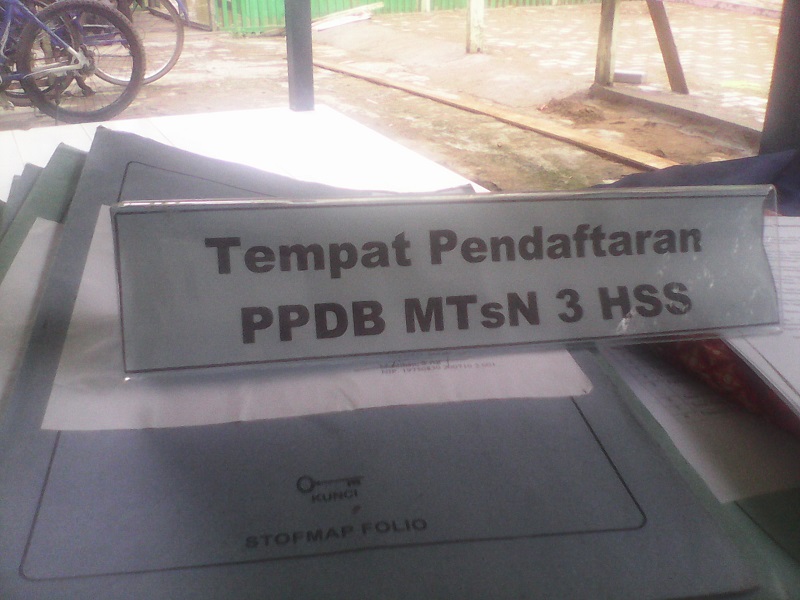 Tempat Pendaftaran
PPDB MTsN 3 HSS
KUNCI
STOFMAP FOLIO